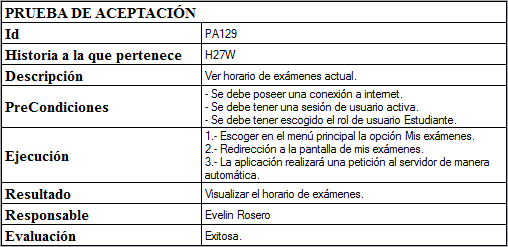 PRUEBA DE ACEPTACIÓN
Id PA129
Historia a la que pertenece H27W
Descripción Ver horario de exámenes actual.
PreCondiciones
- Se debe poseer una conexión a internet.
- Se debe tener una sesión de usuario activa.
- Se debe tener escogido el rol de usuario Estudiante.
Ejecución
1.- Escoger en el menú principal la opción Mis exámenes.
2.- Redirección a la pantalla de mis exámenes.
3.- La aplicación realizará una petición al servidor de manera
automática.
Resultado Visualizar el horario de exámenes.
Responsable Evelin Rosero
Evaluación Exitosa.